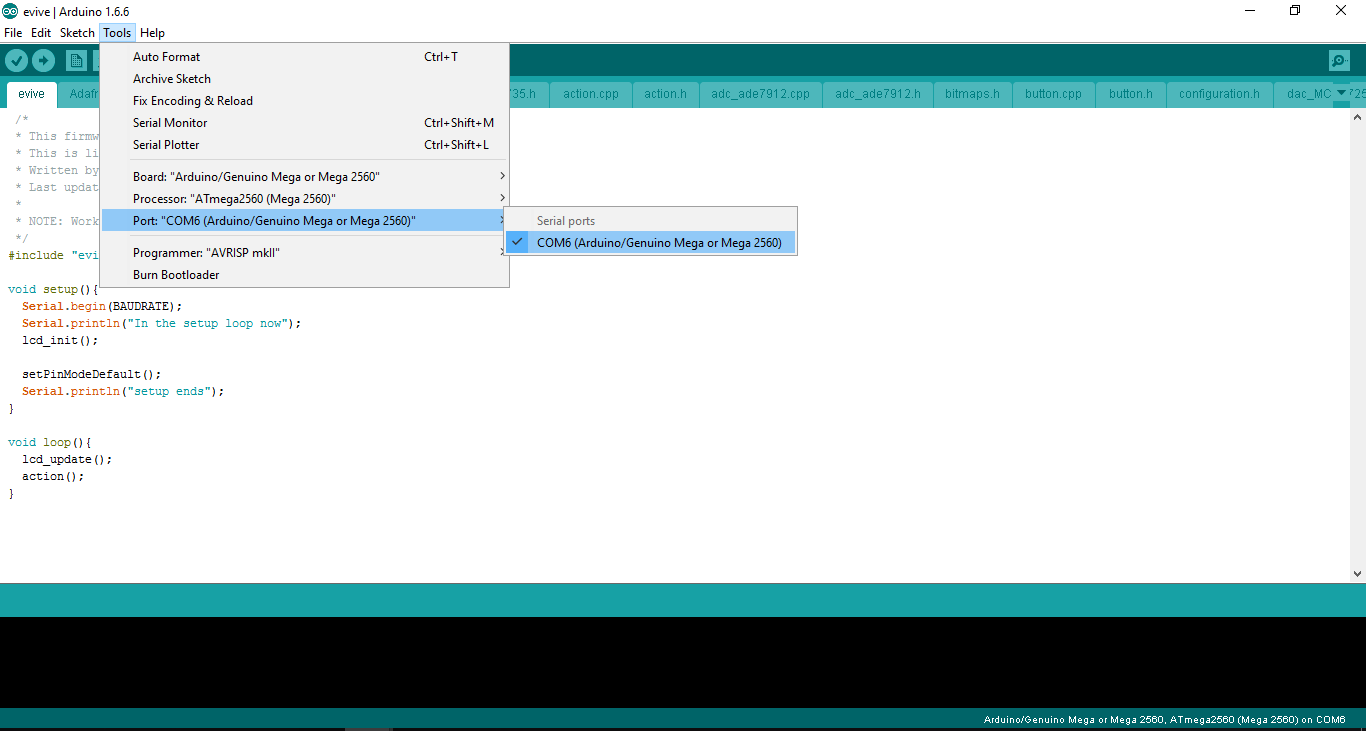 evive | Arduino 1.6.6
File Edit Sketch Tools Help
Auto Format Ctrl+T
Archive Sketch
Fix Encoding & Reload
Serial Monitor Ctrl+Shift+M
Serial Plotter Ctrl+Shift+L
Board: "Arduino/Genuino Mega or Mega 2560"
Processor: "ATmega2560 (Mega 2560)"
Port: "COM6 (Arduino/Genuino Mega or Mega 2560)"
Programmer: "AVRISP mkII"
Burn Bootloader
Serial ports
COM6 (Arduino/Genuino Mega or Mega 2560)
evive Adafr 735.h action.cpp action.h adc_ade7912.cpp adc_ade7912.h bitmaps.h button.cpp button.h configuration.h dac_MC 725
/*
* This firmw
* This is li
* Written by
* Last updat
*
* NOTE: Work
*/
#include "evi
void setup(){
Serial.begin(BAUDRATE);
Serial.println("In the setup loop now");
lcd_init();
setPinModeDefault();
Serial.println("setup ends");
}
void loop(){
lcd_update();
action();
}
Arduino/Genuino Mega or Mega 2560, ATmega2560 (Mega 2560) on COM6